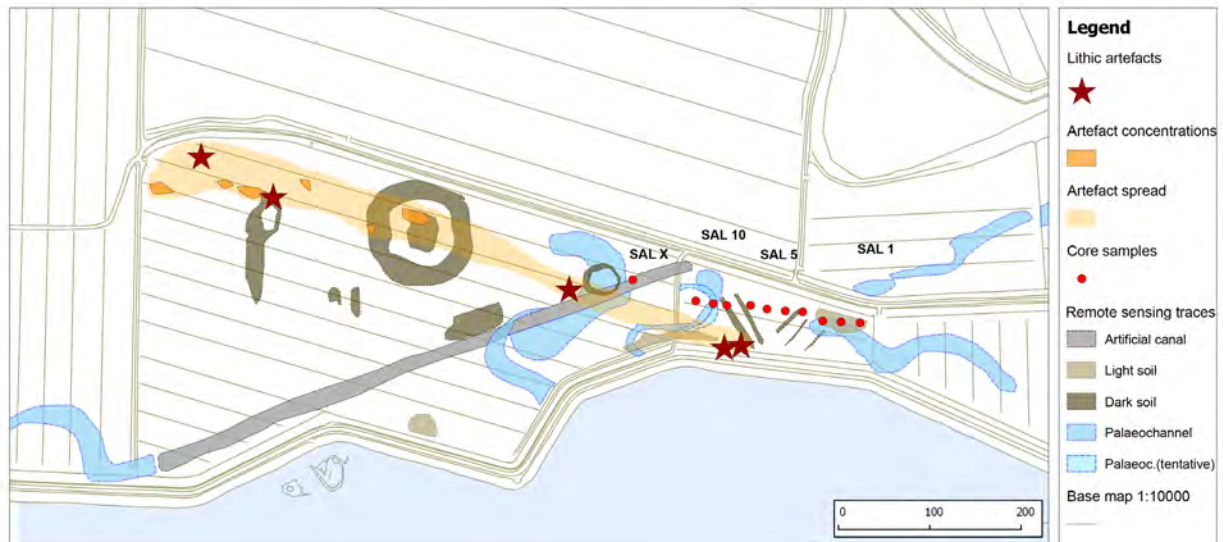 SAL X
SAL 10
SAL 5
SAL 1
0 100 200
Legend
Lithic artefacts
Artefact concentrations
Artefact spread
Core samples
Remote sensing traces
Artificial canal
Light soil
Dark soil
Palaeochannel
Palaeoc.(tentative)
Base map 1:10000